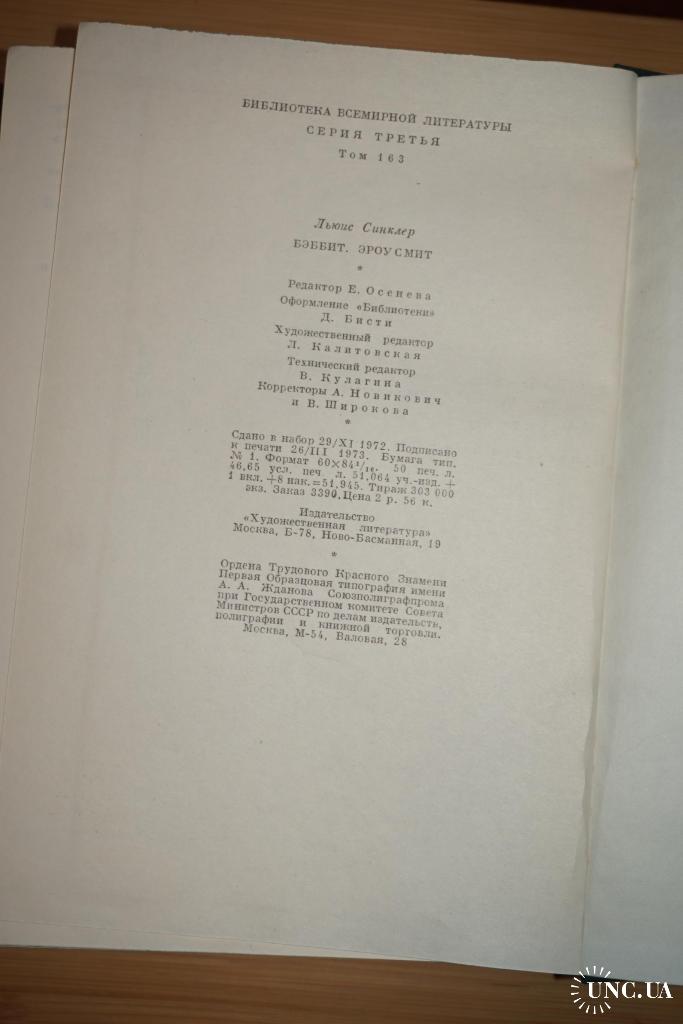 БИБЛИОТЕКА ВСЕМИРНОЙ ЛИТЕРАТУРЫ
СЕРИЯ ТРЕТЬЯ
Том 163
Льюис Синклер
БЭББИТ. ЭРОУСМИТ
*
Редактор Е. Осенева
Оформление «Библиотеки»
Д. Бисти
Художественный редактор
Л. Калитовская
Технический редактор
В. Кулагина
Корректоры А. Новикович
и В. Широкова
*
Сдано в набор 29/XI 1972. Подписано
к печати 26/III 1973. Бумага тип.
№ 1. Формат 60×84¹/₁₆. 50 печ. л.
46,65 усл. печ. л. 51,064 уч.-изд. +
1 вкл. +8 нак.=51,945. Тираж 303 000
экз. Заказ 3390. Цена 2 р. 56 к.
Издательство
«Художественная литература»
Москва, Б-78, Ново-Басманная, 19
*
Ордена Трудового Красного Знамени
Первая Образцовая типография имени
А. А. Жданова Союзполиграфпрома
при Государственном комитете Совета
Министров СССР по делам издательств,
полиграфии и книжной торговли.
Москва, М-54, Валовая, 28
UNC.UA